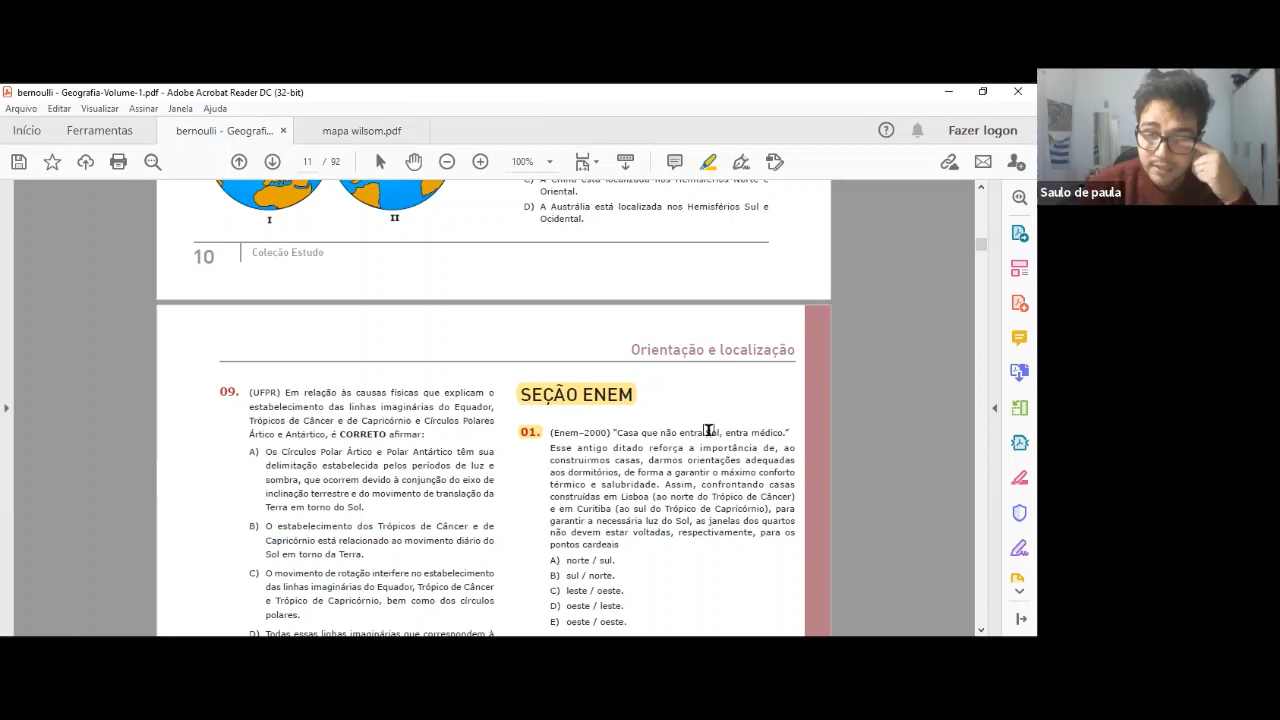 bernoulli - Geografia-Volume-1.pdf - Adobe Acrobat Reader DC (32-bit)
Arquivo Editar Visualizar Assinar Janela Ajuda
Início Ferramentas bernoulli - Geografi... × mapa wilsom.pdf Fazer logon
11 / 92 100%
Saulo de paula
I II
Oriental.
D) A Austrália está localizada nos Hemisférios Sul e
Ocidental.
10 Coleção Estudo
Orientação e localização
09. (UFPR) Em relação às causas físicas que explicam o
estabelecimento das linhas imaginárias do Equador,
Trópicos de Câncer e de Capricórnio e Círculos Polares
Ártico e Antártico, é CORRETO afirmar:
A) Os Círculos Polar Ártico e Polar Antártico têm sua
delimitação estabelecida pelos períodos de luz e
sombra, que ocorrem devido à conjunção do eixo de
inclinação terrestre e do movimento de translação da
Terra em torno do Sol.
B) O estabelecimento dos Trópicos de Câncer e de
Capricórnio está relacionado ao movimento diário do
Sol em torno da Terra.
C) O movimento de rotação interfere no estabelecimento
das linhas imaginárias do Equador, Trópico de Câncer
e Trópico de Capricórnio, bem como dos círculos
polares.
D) Todas essas linhas imaginárias que correspondem à
SEÇÃO ENEM
01. (Enem–2000) “Casa que não entra sol, entra médico.”
Esse antigo ditado reforça a importância de, ao
construirmos casas, darmos orientações adequadas
aos dormitórios, de forma a garantir o máximo conforto
térmico e salubridade. Assim, confrontando casas
construídas em Lisboa (ao norte do Trópico de Câncer)
e em Curitiba (ao sul do Trópico de Capricórnio), para
garantir a necessária luz do Sol, as janelas dos quartos
não devem estar voltadas, respectivamente, para os
pontos cardeais
A) norte / sul.
B) sul / norte.
C) leste / oeste.
D) oeste / leste.
E) oeste / oeste.